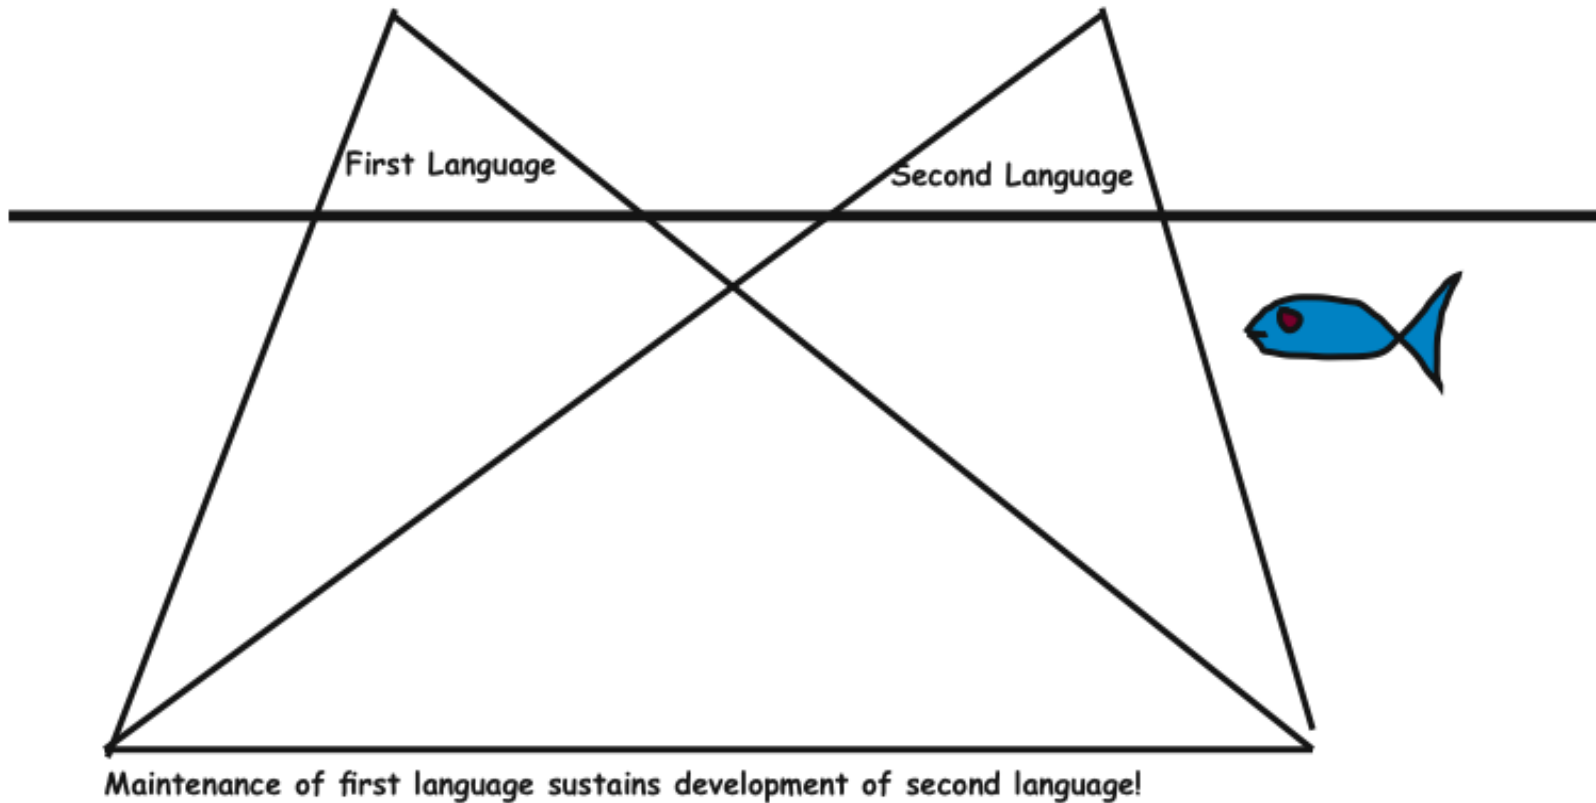 First Language
Second Language
Maintenance of first language sustains development of second language!